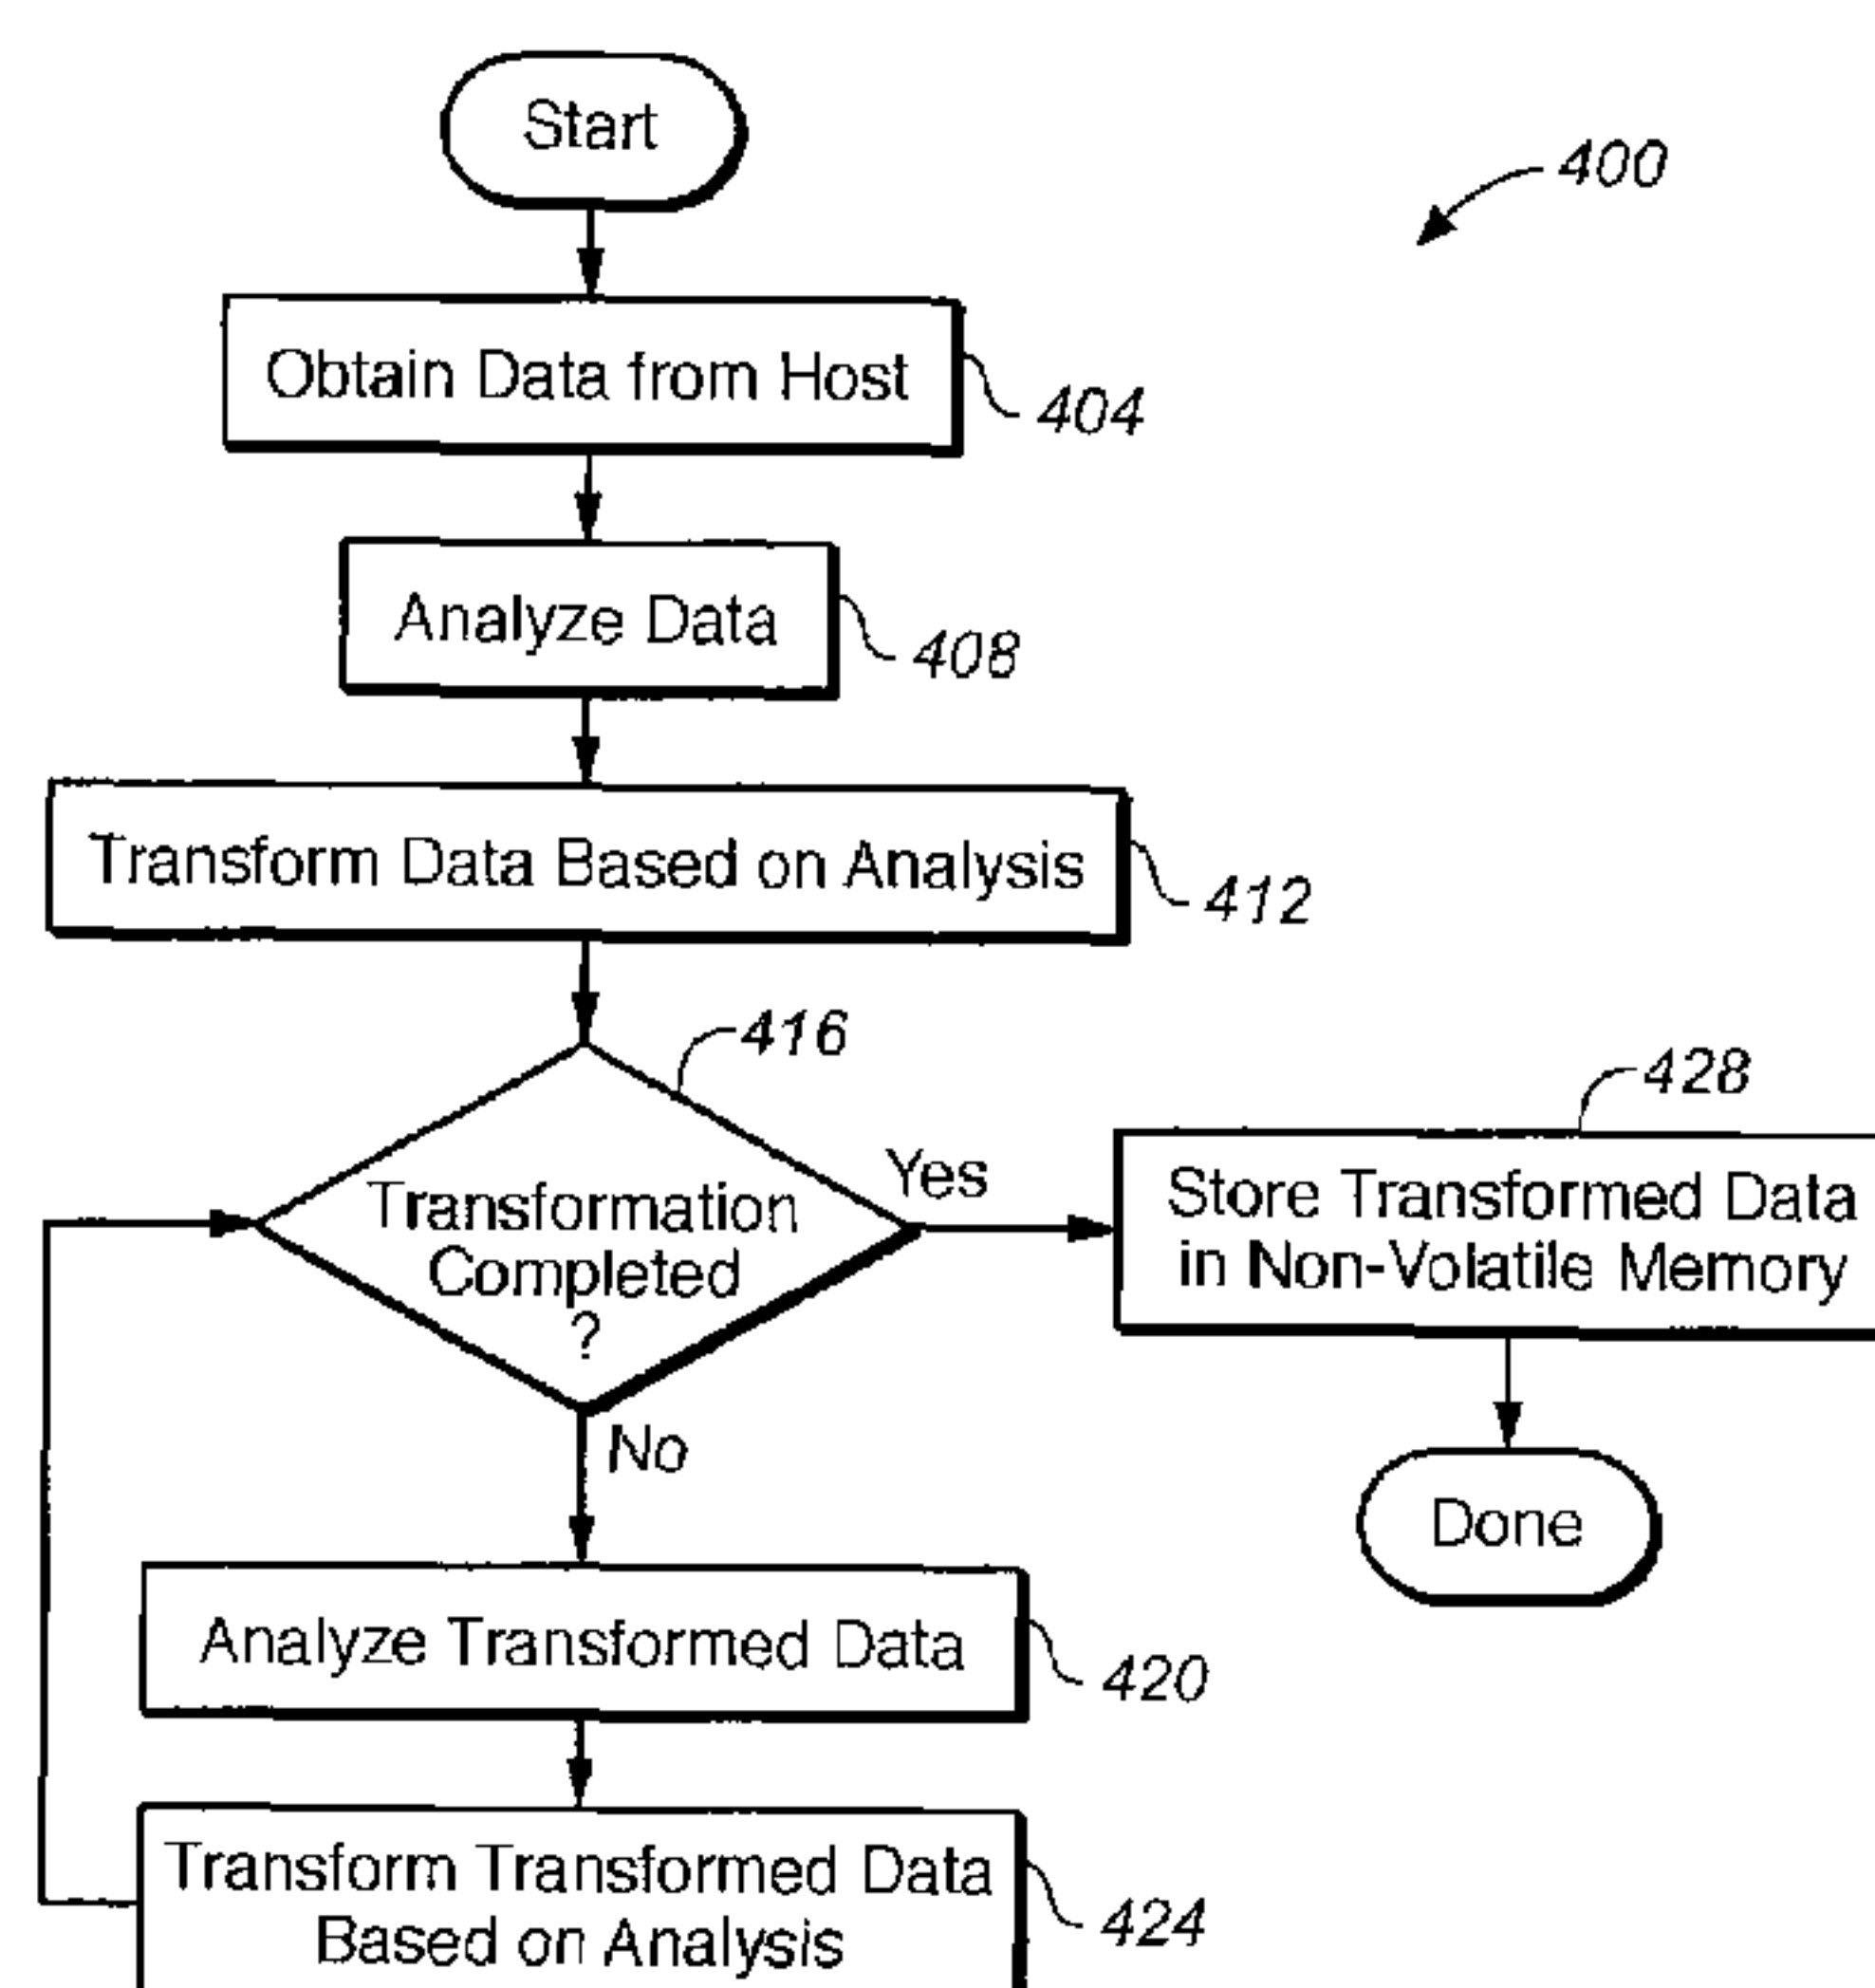 Start
400
Obtain Data from Host
404
Analyze Data
408
Transform Data Based on Analysis
412
416
Transformation
Completed
?
Yes
No
428
Store Transformed Data
in Non-Volatile Memory
Done
Analyze Transformed Data
420
Transform Transformed Data
Based on Analysis
424